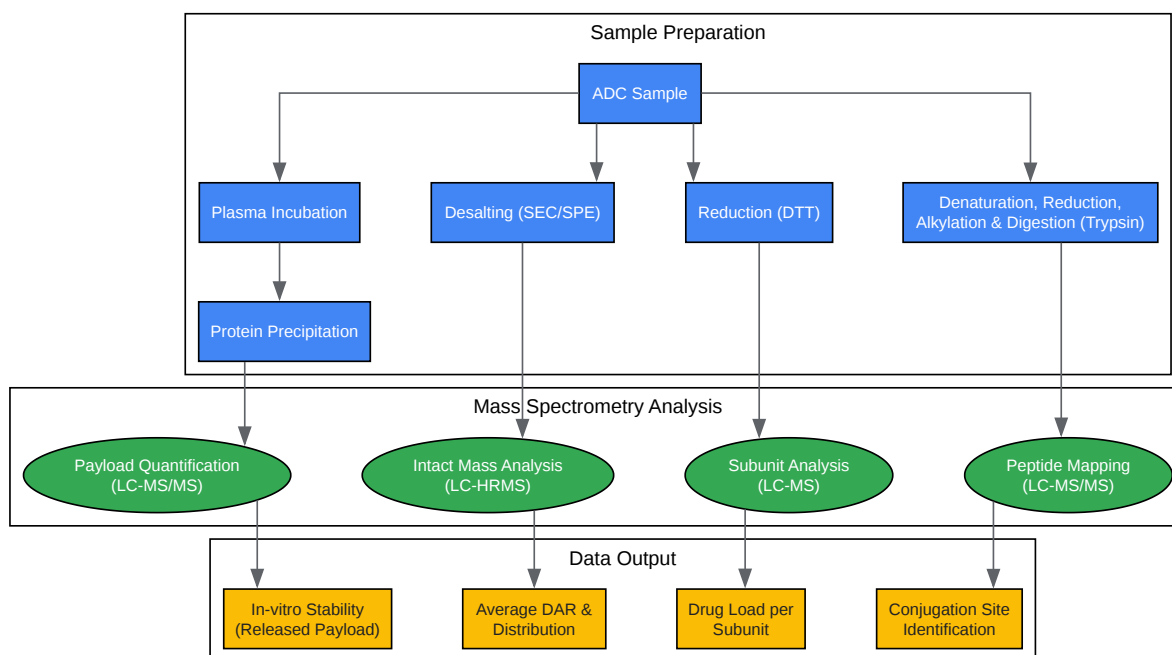 Sample Preparation
ADC Sample
Plasma Incubation
Desalting (SEC/SPE)
Reduction (DTT)
Denaturation, Reduction,
Alkylation & Digestion (Trypsin)
Protein Precipitation
Mass Spectrometry Analysis
Payload Quantification
(LC-MS/MS)
Intact Mass Analysis
(LC-HRMS)
Subunit Analysis
(LC-MS)
Peptide Mapping
(LC-MS/MS)
Data Output
In-vitro Stability
(Released Payload)
Average DAR &
Distribution
Drug Load per
Subunit
Conjugation Site
Identification